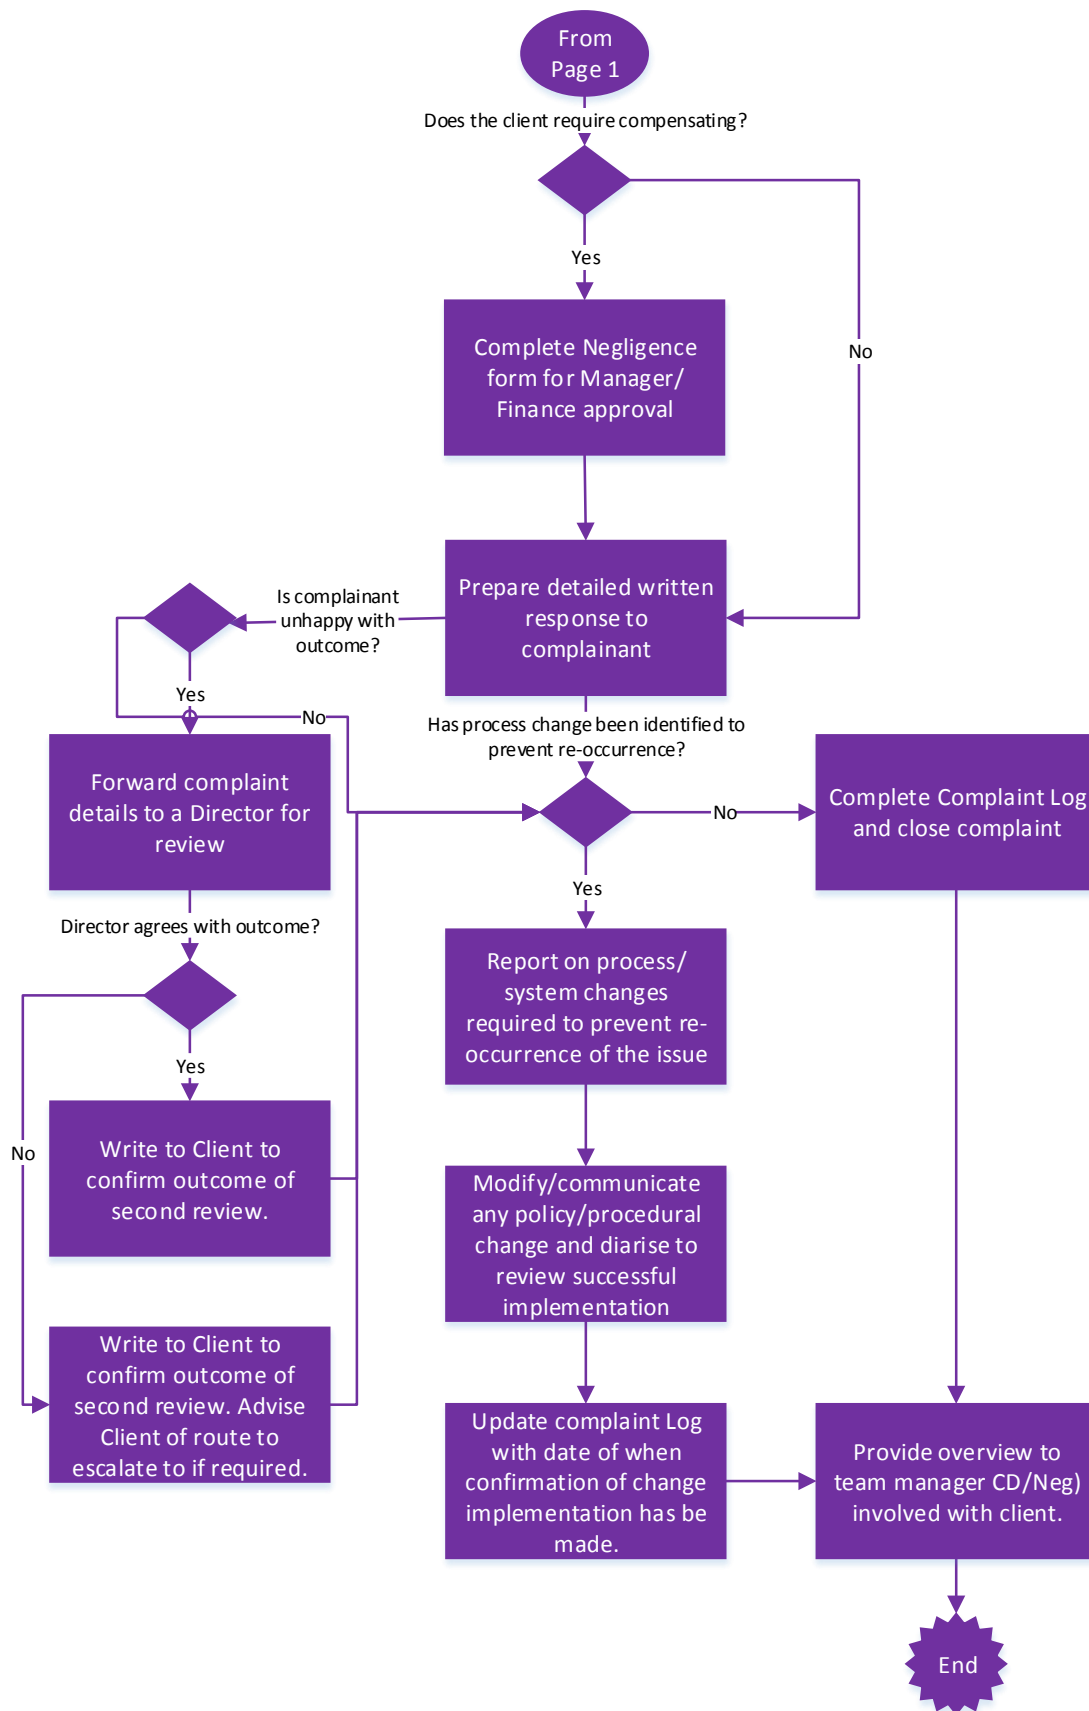 From
Page 1
Does the client require compensating?
Yes
No
Complete Negligence
form for Manager/
Finance approval
Prepare detailed written
response to
complainant
Is complainant
unhappy with
outcome?
Yes
No
Has process change been identified to
prevent re-occurrence?
Forward complaint
details to a Director for
review
No
Complete Complaint Log
and close complaint
Yes
Director agrees with outcome?
Report on process/
system changes
required to prevent re-
occurrence of the issue
Yes
No
Write to Client to
confirm outcome of
second review.
Modify/communicate
any policy/procedural
change and diarise to
review successful
implementation
Write to Client to
confirm outcome of
second review. Advise
Client of route to
escalate to if required.
Update complaint Log
with date of when
confirmation of change
implementation has be
made.
Provide overview to
team manager CD/Neg)
involved with client.
End